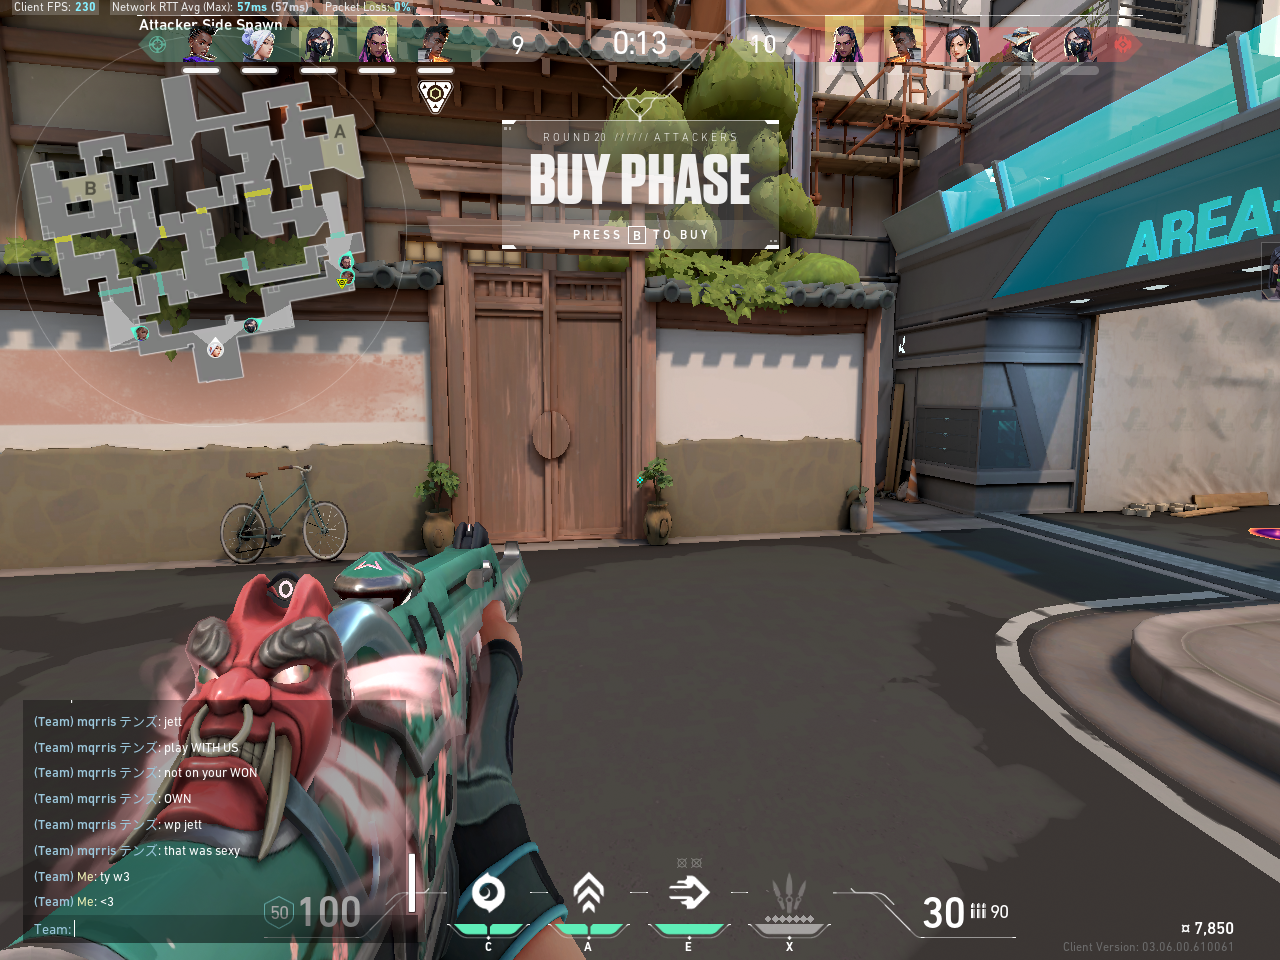 Client FPS: 230 Network RTT Avg (Max): 57ms (57ms) Packet Loss: 0%
Attacker Side Spawn
9 0:13 10
A
B
ROUND 20 ////// ATTACKERS
BUY PHASE
PRESS B TO BUY
AREA
(Team) mqrris テンズ: jett
(Team) mqrris テンズ: play WITH US
(Team) mqrris テンズ: not on your WON
(Team) mqrris テンズ: OWN
(Team) mqrris テンズ: wp jett
(Team) mqrris テンズ: that was sexy
(Team) Me: ty w3
(Team) Me: <3
Team:
50 100
C A E X
30 90
¤ 7,850
Client Version: 03.06.00.610061